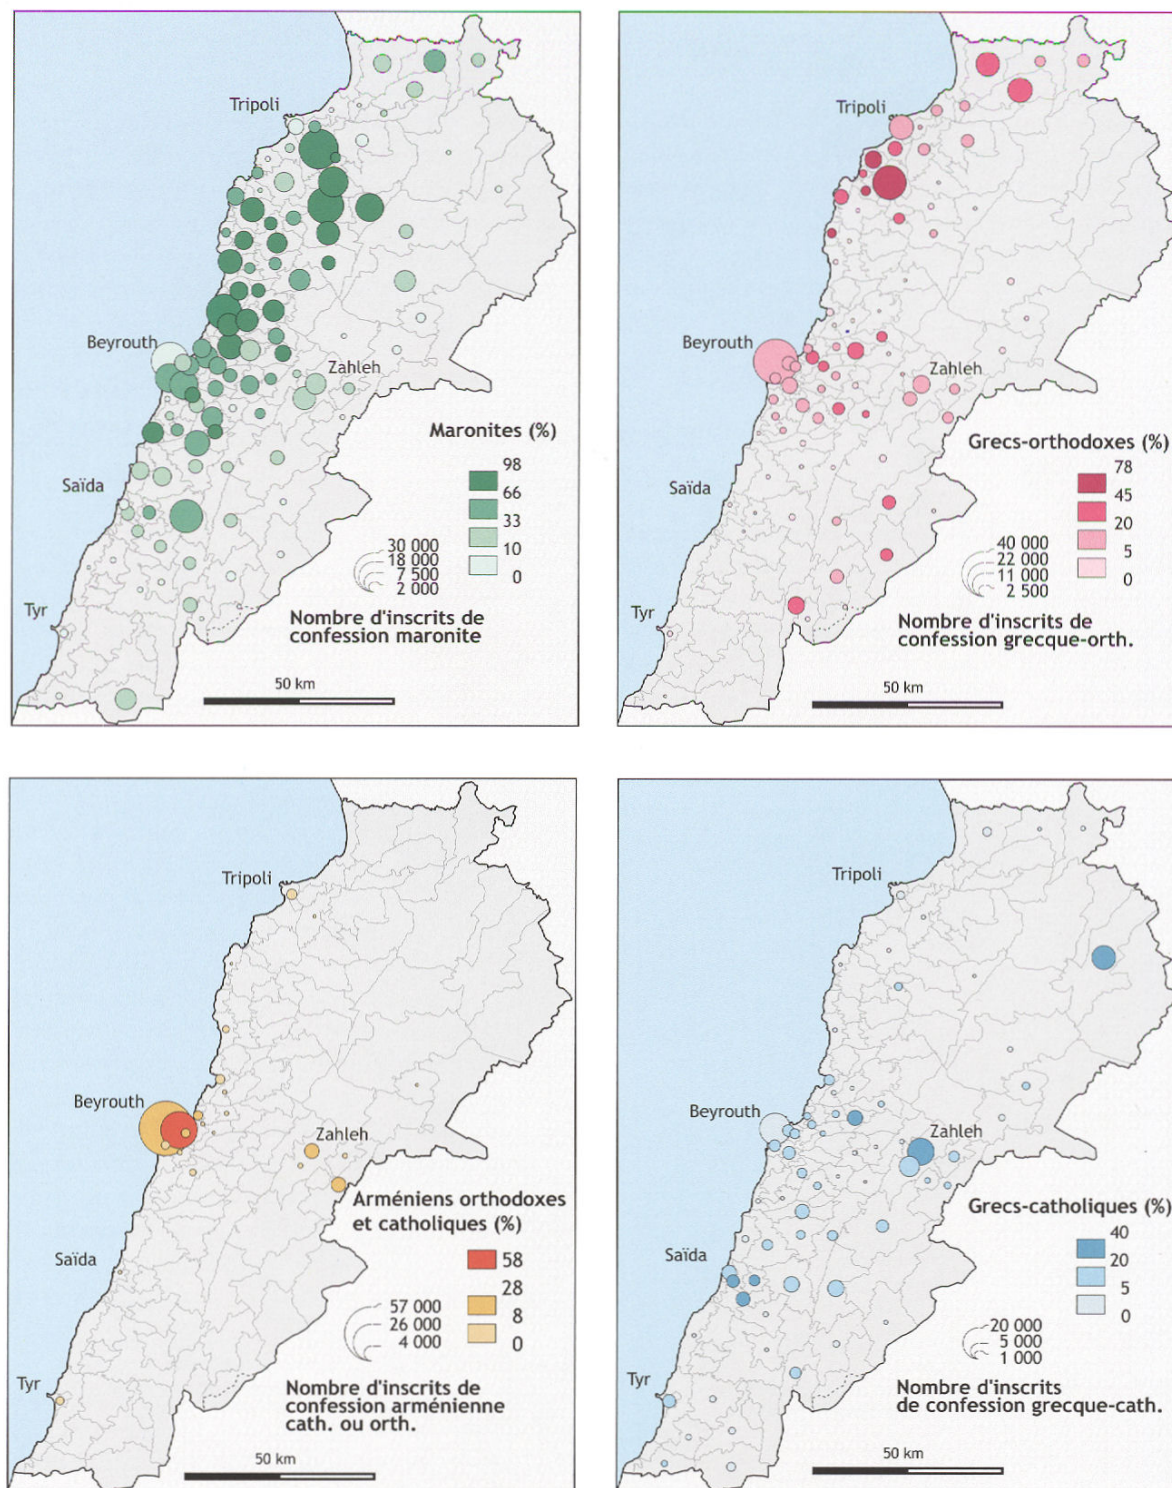 Tripoli
Beyrouth
Zahleh
Saïda
Tyr
Maronites (%)
98
66
33
10
0
30 000
18 000
7 500
2 000
Nombre d'inscrits de
confession maronite
50 km
Tripoli
Beyrouth
Zahleh
Saïda
Tyr
Grecs-orthodoxes (%)
78
45
20
5
0
40 000
22 000
11 000
2 500
Nombre d'inscrits de
confession grecque-orth.
50 km
Tripoli
Beyrouth
Zahleh
Saïda
Tyr
Arméniens orthodoxes
et catholiques (%)
58
28
8
0
57 000
26 000
4 000
Nombre d'inscrits de
confession arménienne
cath. ou orth.
50 km
Tripoli
Beyrouth
Zahleh
Saïda
Tyr
Grecs-catholiques (%)
40
20
5
0
20 000
5 000
1 000
Nombre d'inscrits
de confession grecque-cath.
50 km